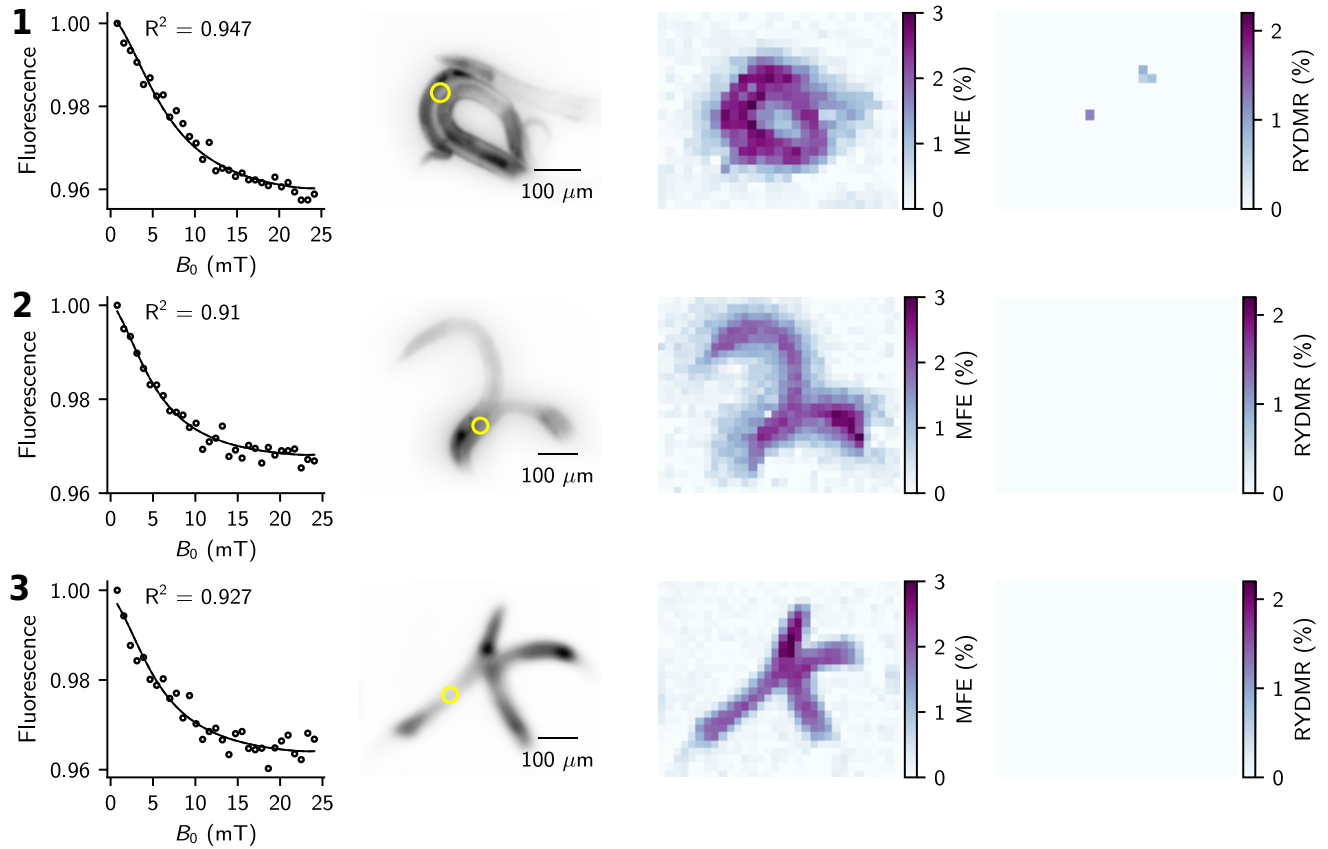 1
1.00
0.98
0.96
Fluorescence
R² = 0.947
0 5 10 15 20 25
B₀ (mT)
100 μm
3
2
1
0
MFE (%)
2
1
0
RYDMR (%)
2
1.00
0.98
0.96
Fluorescence
R² = 0.91
0 5 10 15 20 25
B₀ (mT)
100 μm
3
2
1
0
MFE (%)
2
1
0
RYDMR (%)
3
1.00
0.98
0.96
Fluorescence
R² = 0.927
0 5 10 15 20 25
B₀ (mT)
100 μm
3
2
1
0
MFE (%)
2
1
0
RYDMR (%)